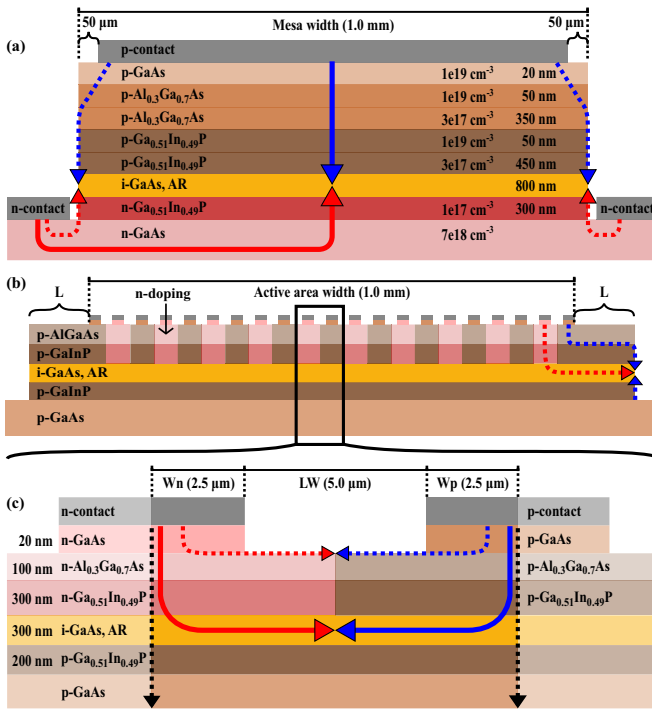 50 μm
Mesa width (1.0 mm)
50 μm
(a)
p-contact
p-GaAs 1e19 cm⁻³ 20 nm
p-Al₀.₃Ga₀.₇As 1e19 cm⁻³ 50 nm
p-Al₀.₃Ga₀.₇As 3e17 cm⁻³ 350 nm
p-Ga₀.₅₁In₀.₄₉P 1e19 cm⁻³ 50 nm
p-Ga₀.₅₁In₀.₄₉P 3e17 cm⁻³ 450 nm
i-GaAs, AR 800 nm
n-contact n-Ga₀.₅₁In₀.₄₉P 1e17 cm⁻³ 300 nm n-contact
n-GaAs 7e18 cm⁻³
(b)
L
Active area width (1.0 mm)
L
n-doping
p-AlGaAs
p-GaInP
i-GaAs, AR
p-GaInP
p-GaAs
Wn (2.5 μm) LW (5.0 μm) Wp (2.5 μm)
(c)
n-contact p-contact
20 nm n-GaAs p-GaAs
100 nm n-Al₀.₃Ga₀.₇As p-Al₀.₃Ga₀.₇As
300 nm n-Ga₀.₅₁In₀.₄₉P p-Ga₀.₅₁In₀.₄₉P
300 nm i-GaAs, AR
200 nm p-Ga₀.₅₁In₀.₄₉P
p-GaAs